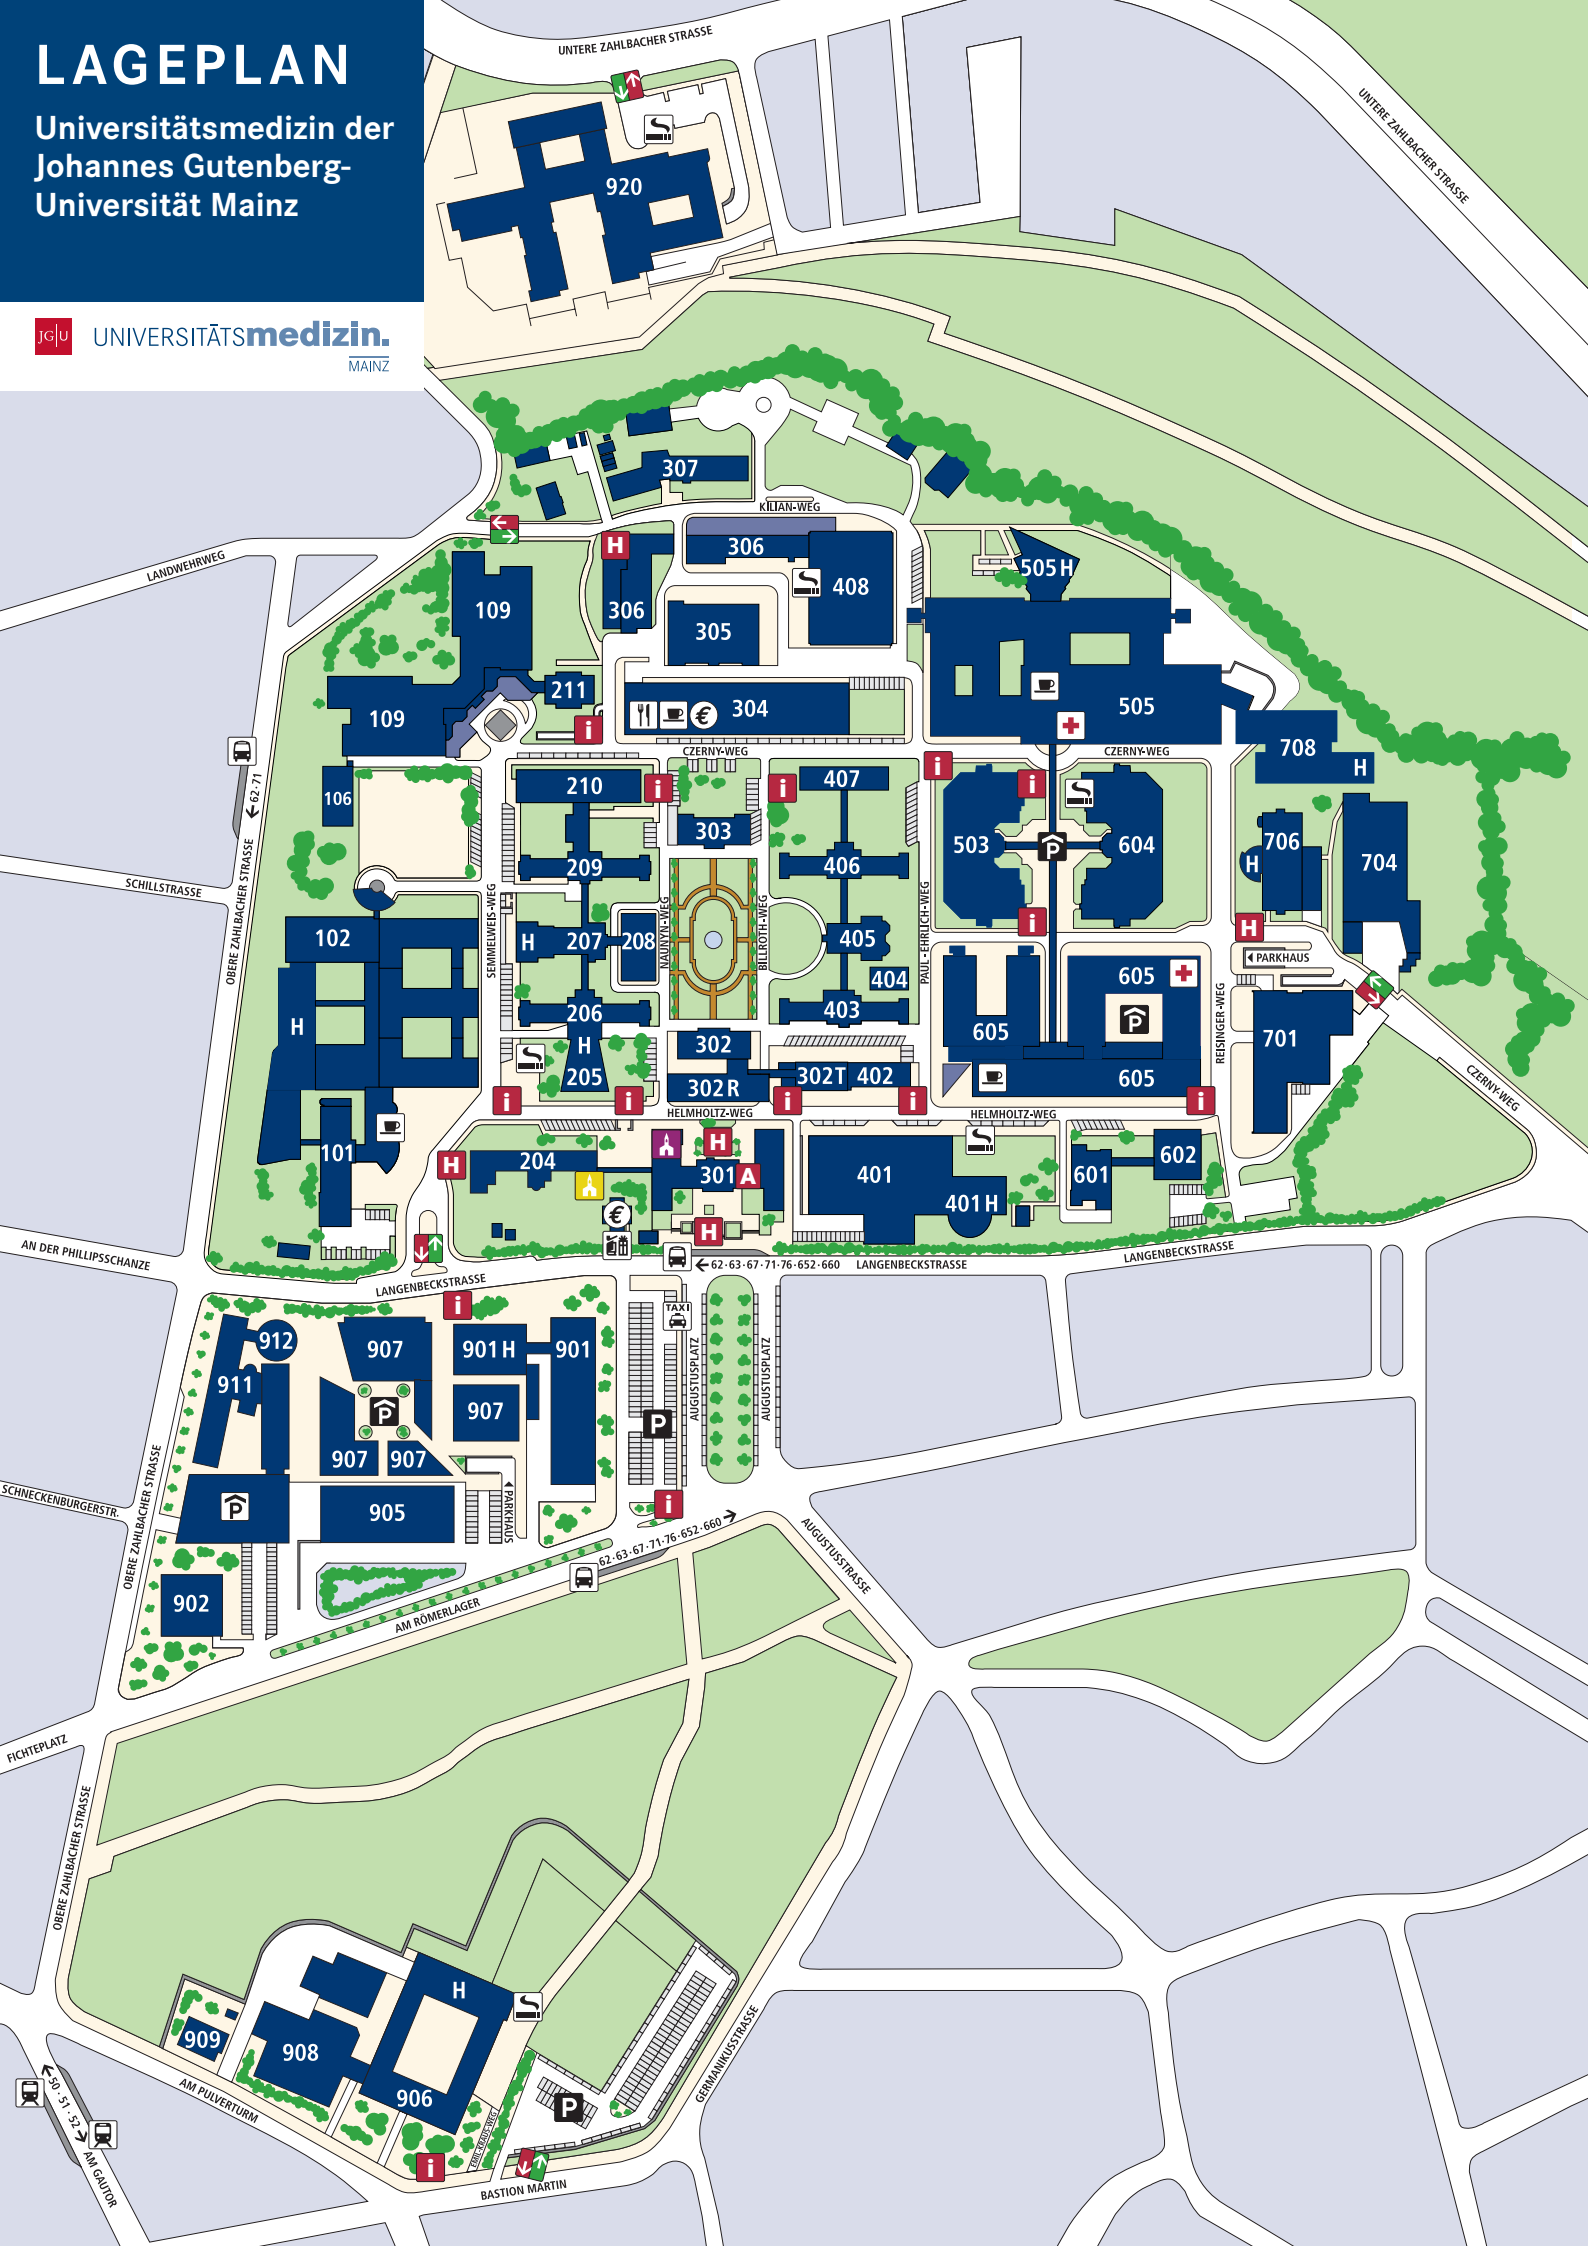 LAGEPLAN
Universitätsmedizin der
Johannes Gutenberg-
Universität Mainz
JG|U
UNIVERSITÄTSmedizin.
MAINZ
UNTERE ZAHLBACHER STRASSE
UNTERE ZAHLBACHER STRASSE
920
307
KILIAN-WEG
LANDWEHRWEG
H
306
306
408
505 H
109
305
109
211
304
€
505
i
CZERNY-WEG
CZERNY-WEG
708
H
62·71
106
210
i
i
407
i
i
303
503
P
604
706
H
704
209
406
SCHILLSTRASSE
OBERE ZAHLBACHER STRASSE
SEMMELWEIS-WEG
NAUNYN-WEG
BILLROTH-WEG
PAUL-EHRLICH-WEG
102
H
207
208
405
i
H
PARKHAUS
404
605
H
206
403
605
P
REISINGER-WEG
701
H
205
302
302 R
302T
402
605
CZERNY-WEG
i
i
i
i
i
HELMHOLTZ-WEG
HELMHOLTZ-WEG
101
H
204
H
301
A
401
401 H
601
602
€
H
AN DER PHILLIPSSCHANZE
62·63·67·71·76·652·660
LANGENBECKSTRASSE
LANGENBECKSTRASSE
LANGENBECKSTRASSE
i
TAXI
912
907
901 H
901
911
P
907
AUGUSTUSPLATZ
AUGUSTUSPLATZ
P
907
907
OBERE ZAHLBACHER STRASSE
SCHNECKENBURGERSTR.
P
905
PARKHAUS
i
62·63·67·71·76·652·660
AUGUSTUSSTRASSE
902
AM RÖMERLAGER
FICHTEPLATZ
OBERE ZAHLBACHER STRASSE
H
909
908
906
P
GERMANIKUSSTRASSE
50·51·52
AM PULVERTURM
EMIL-KRAUS-WEG
i
AM GAUTOR
BASTION MARTIN